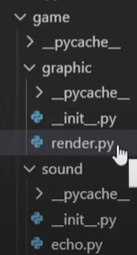 game
__pycache__
graphic
__pycache__
__init__.py
render.py
sound
__pycache__
__init__.py
echo.py